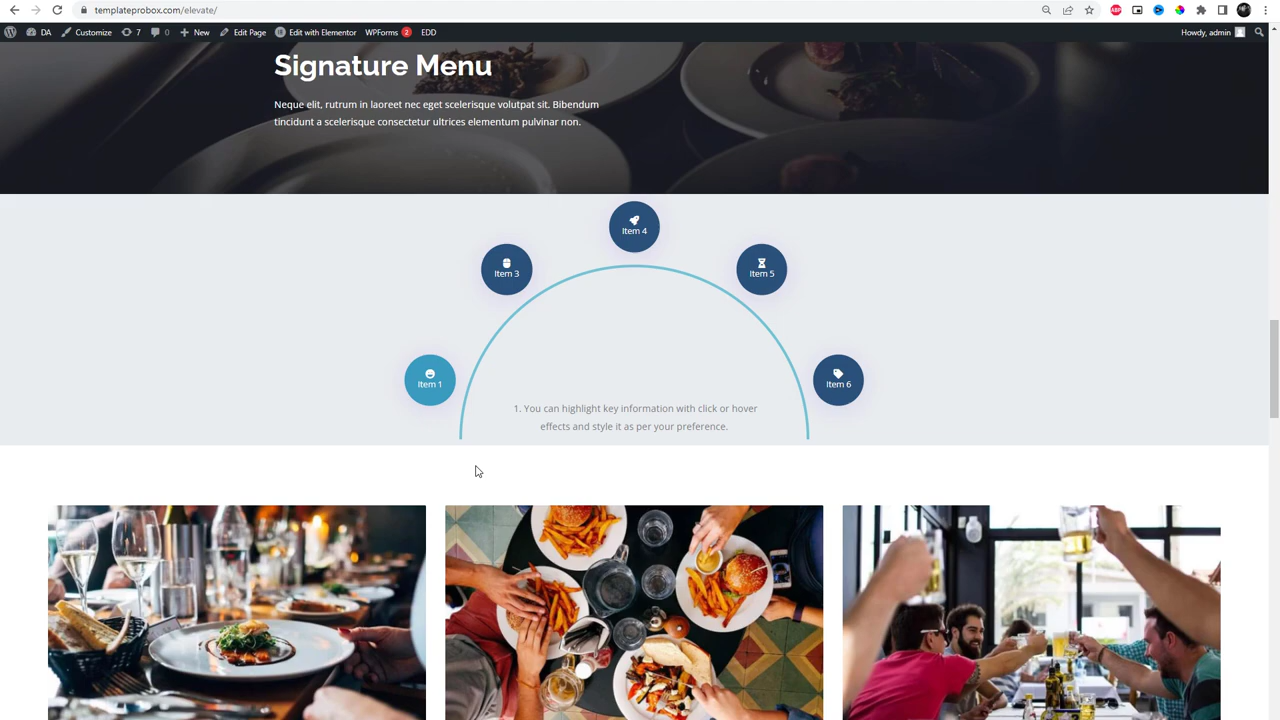 templateprobox.com/elevate/
DA Customize 7 0 New Edit Page Edit with Elementor WPForms 2 EDD Howdy, admin
Signature Menu
Neque elit, rutrum in laoreet nec eget scelerisque volutpat sit. Bibendum
tincidunt a scelerisque consectetur ultrices elementum pulvinar non.
Item 4
Item 3
Item 5
Item 1
Item 6
1. You can highlight key information with click or hover
effects and style it as per your preference.